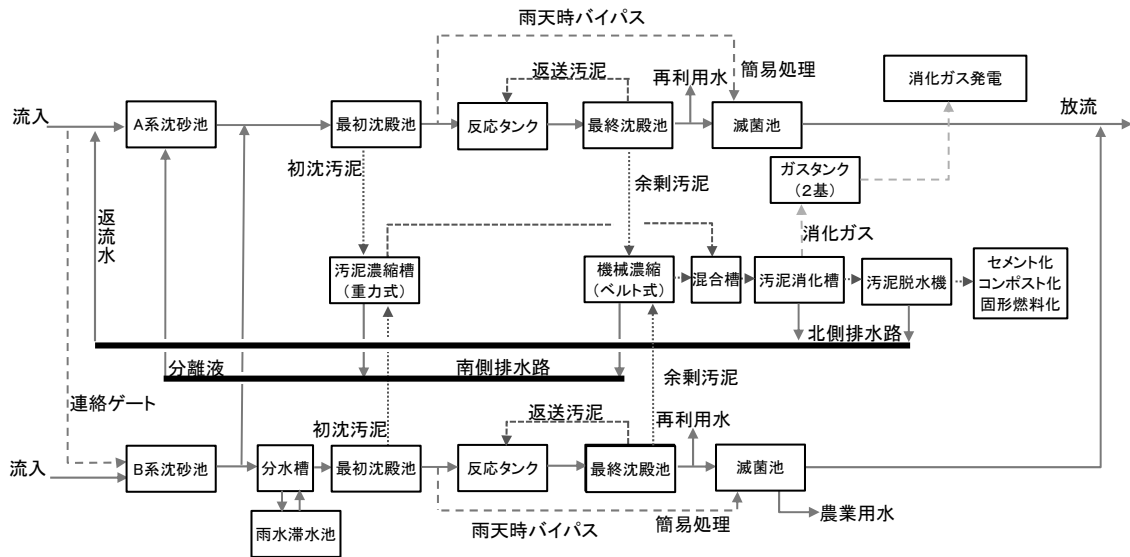 雨天時バイパス
返送汚泥
再利用水
簡易処理
消化ガス発電
流入
A系沈砂池
最初沈殿池
反応タンク
最終沈殿池
滅菌池
放流
初沈汚泥
余剰汚泥
ガスタンク
(2基)
返流水
消化ガス
汚泥濃縮槽
(重力式)
機械濃縮
(ベルト式)
混合槽
汚泥消化槽
汚泥脱水機
セメント化
コンポスト化
固形燃料化
北側排水路
分離液
南側排水路
余剰汚泥
連絡ゲート
初沈汚泥
返送汚泥
再利用水
流入
B系沈砂池
分水槽
最初沈殿池
反応タンク
最終沈殿池
滅菌池
雨水滞水池
雨天時バイパス
簡易処理
農業用水